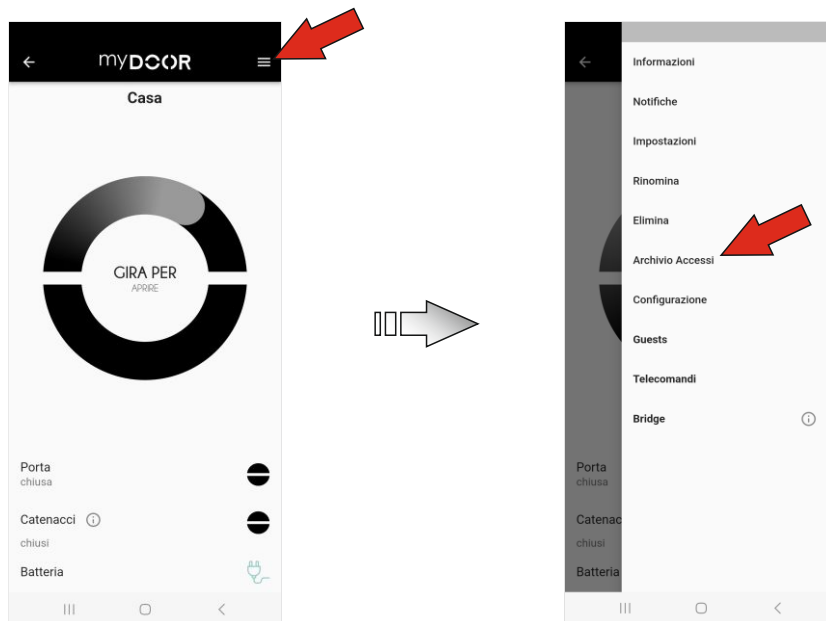 myDOOR
Casa
GIRA PER
APRIRE
Porta
chiusa
Catenacci
chiusi
Batteria
Informazioni
Notifiche
Impostazioni
Rinomina
Elimina
Archivio Accessi
Configurazione
Guests
Telecomandi
Bridge
Porta
chiusa
Catenac
chiusi
Batteria